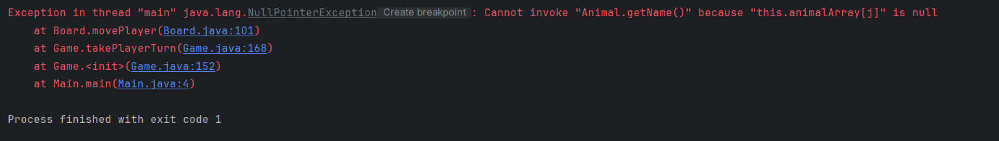 Exception in thread "main" java.lang.NullPointerException Create breakpoint : Cannot invoke "Animal.getName()" because "this.animalArray[j]" is null
at Board.movePlayer(Board.java:101)
at Game.takePlayerTurn(Game.java:168)
at Game.<init>(Game.java:152)
at Main.main(Main.java:4)
Process finished with exit code 1